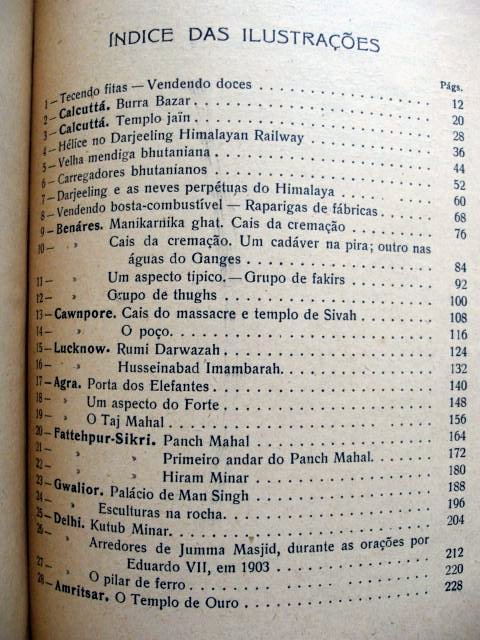 ÍNDICE DAS ILUSTRAÇÕES
Págs.
1 — Tecendo fitas — Vendendo doces . . . . . . . . . . 12
2 — Calcuttá. Burra Bazar . . . . . . . . . . 20
3 — Calcuttá. Templo jaïn . . . . . . . . . . 28
4 — Hélice no Darjeeling Himalayan Railway . . . . . . . . . . 36
5 — Velha mendiga bhutaniana . . . . . . . . . . 44
6 — Carregadores bhutanianos . . . . . . . . . . 52
7 — Darjeeling e as neves perpétuas do Himalaya . . . . . . . . . . 60
8 — Vendendo bosta-combustível — Raparigas de fábricas . . . . . 68
9 — Benáres. Manikarnika ghat. Cais da cremação . . . . . . . . 76
10 — » Cais da cremação. Um cadáver na pira; outro nas
águas do Ganges . . . . . . . . . . 84
11 — » Um aspecto típico. — Grupo de fakirs . . . . . . . . 92
12 — » Grupo de thughs . . . . . . . . . . 100
13 — Cawnpore. Cais do massacre e templo de Sivah . . . . . . . 108
14 — » O poço. . . . . . . . . . 116
15 — Lucknow. Rumi Darwazah . . . . . . . . . . 124
16 — » Husseinabad Imambarah. . . . . . . . . . 132
17 — Agra. Porta dos Elefantes . . . . . . . . . . 140
18 — » Um aspecto do Forte . . . . . . . . . . 148
19 — » O Taj Mahal . . . . . . . . . . 156
20 — Fattehpur-Sikri. Panch Mahal . . . . . . . . . . 164
21 — » Primeiro andar do Panch Mahal. . . . . . 172
22 — » Hiram Minar . . . . . . . . . . 180
23 — Gwalior. Palácio de Man Singh . . . . . . . . . . 188
24 — » Esculturas na rocha. . . . . . . . . . 196
25 — Delhi. Kutub Minar. . . . . . . . . . 204
26 — » Arredores de Jumma Masjid, durante as orações por
Eduardo VII, em 1903 . . . . . . . . . . 212
27 — » O pilar de ferro . . . . . . . . . . 220
28 — Amritsar. O Templo de Ouro . . . . . . . . . . 228